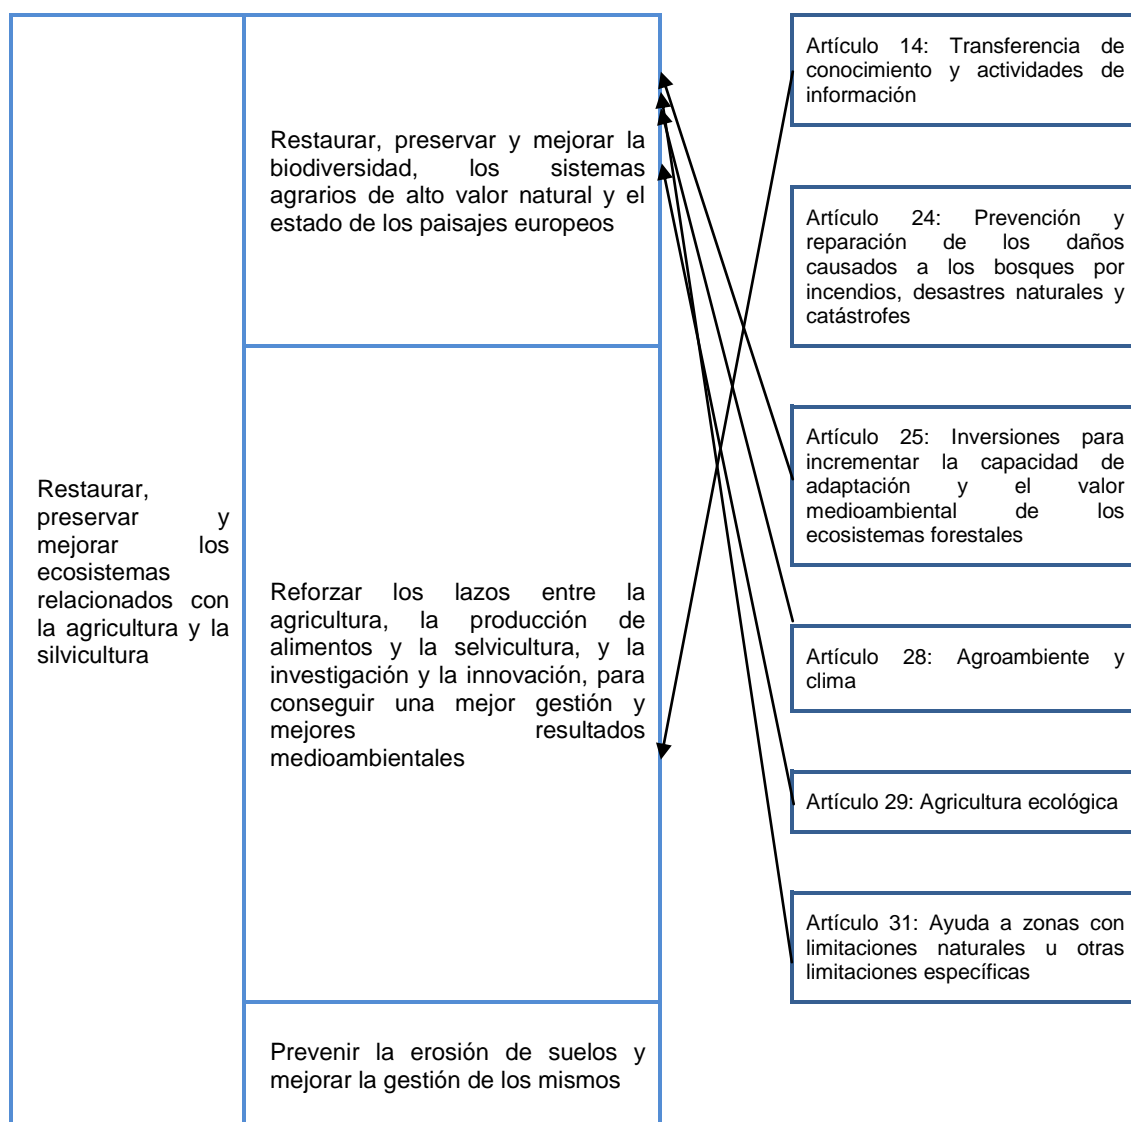 Restaurar,
preservar y
mejorar los
ecosistemas
relacionados con
la agricultura y la
silvicultura
Restaurar, preservar y mejorar la
biodiversidad, los sistemas
agrarios de alto valor natural y el
estado de los paisajes europeos
Reforzar los lazos entre la
agricultura, la producción de
alimentos y la selvicultura, y la
investigación y la innovación, para
conseguir una mejor gestión y
mejores resultados
medioambientales
Prevenir la erosión de suelos y
mejorar la gestión de los mismos
Artículo 14: Transferencia de
conocimiento y actividades de
información
Artículo 24: Prevención y
reparación de los daños
causados a los bosques por
incendios, desastres naturales y
catástrofes
Artículo 25: Inversiones para
incrementar la capacidad de
adaptación y el valor
medioambiental de los
ecosistemas forestales
Artículo 28: Agroambiente y
clima
Artículo 29: Agricultura ecológica
Artículo 31: Ayuda a zonas con
limitaciones naturales u otras
limitaciones específicas